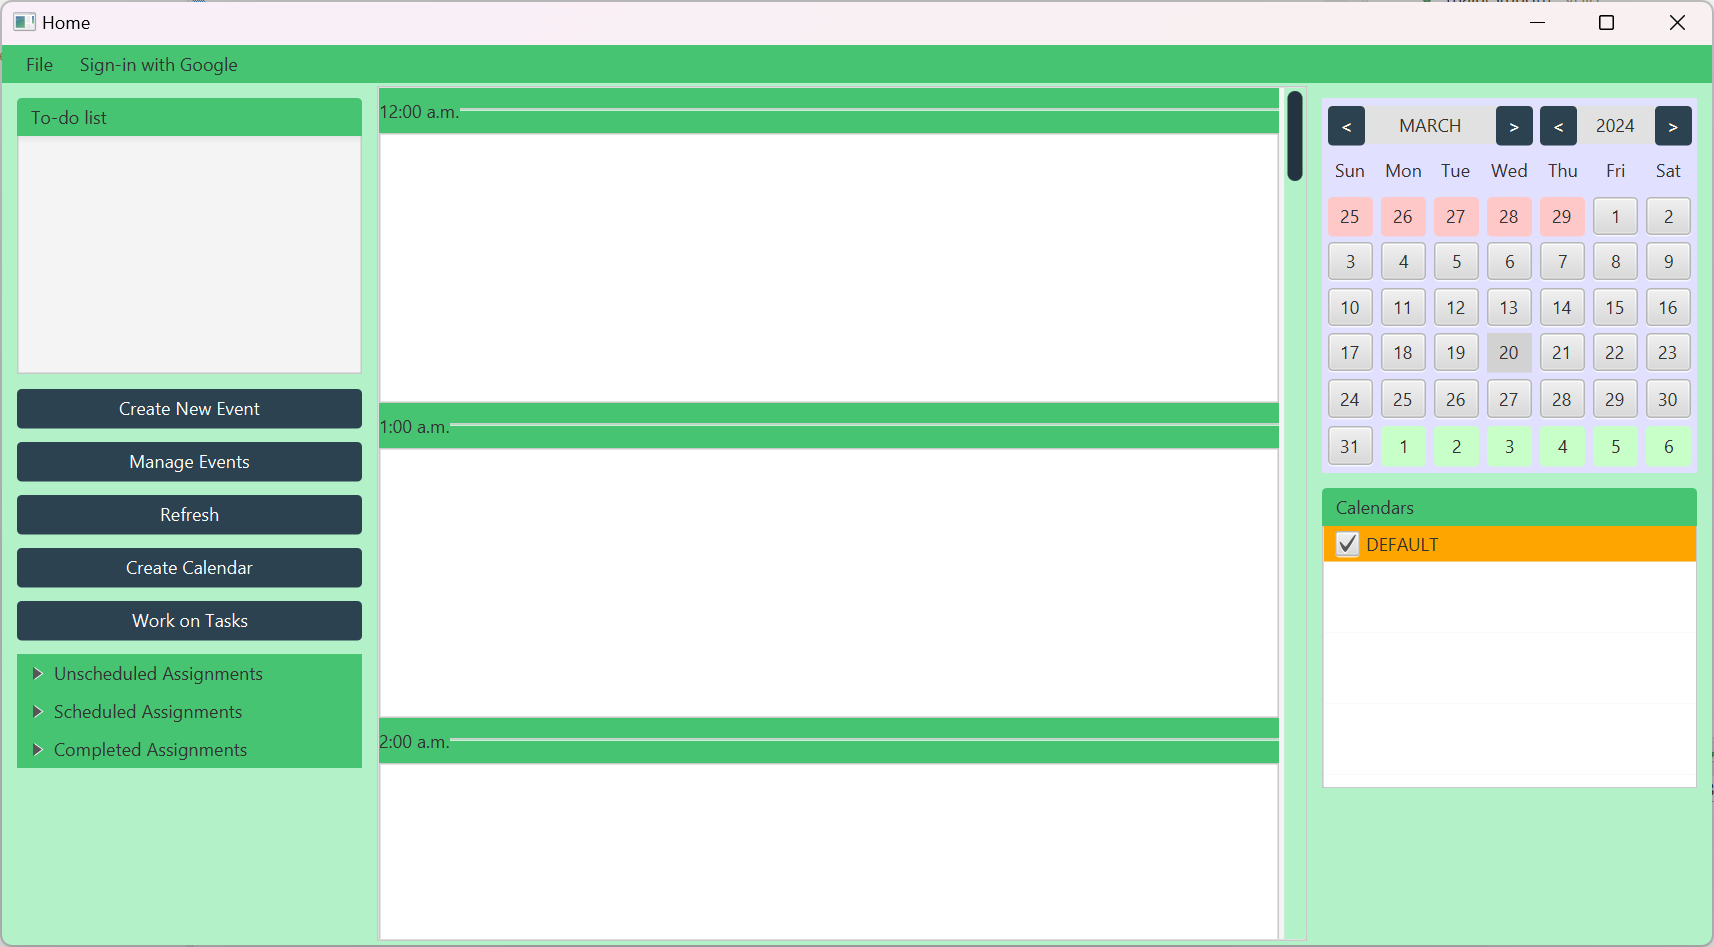 Home
File Sign-in with Google
To-do list
Create New Event
Manage Events
Refresh
Create Calendar
Work on Tasks
Unscheduled Assignments
Scheduled Assignments
Completed Assignments
12:00 a.m.
1:00 a.m.
2:00 a.m.
< MARCH > < 2024 >
Sun Mon Tue Wed Thu Fri Sat
25 26 27 28 29 1 2
3 4 5 6 7 8 9
10 11 12 13 14 15 16
17 18 19 20 21 22 23
24 25 26 27 28 29 30
31 1 2 3 4 5 6
Calendars
DEFAULT